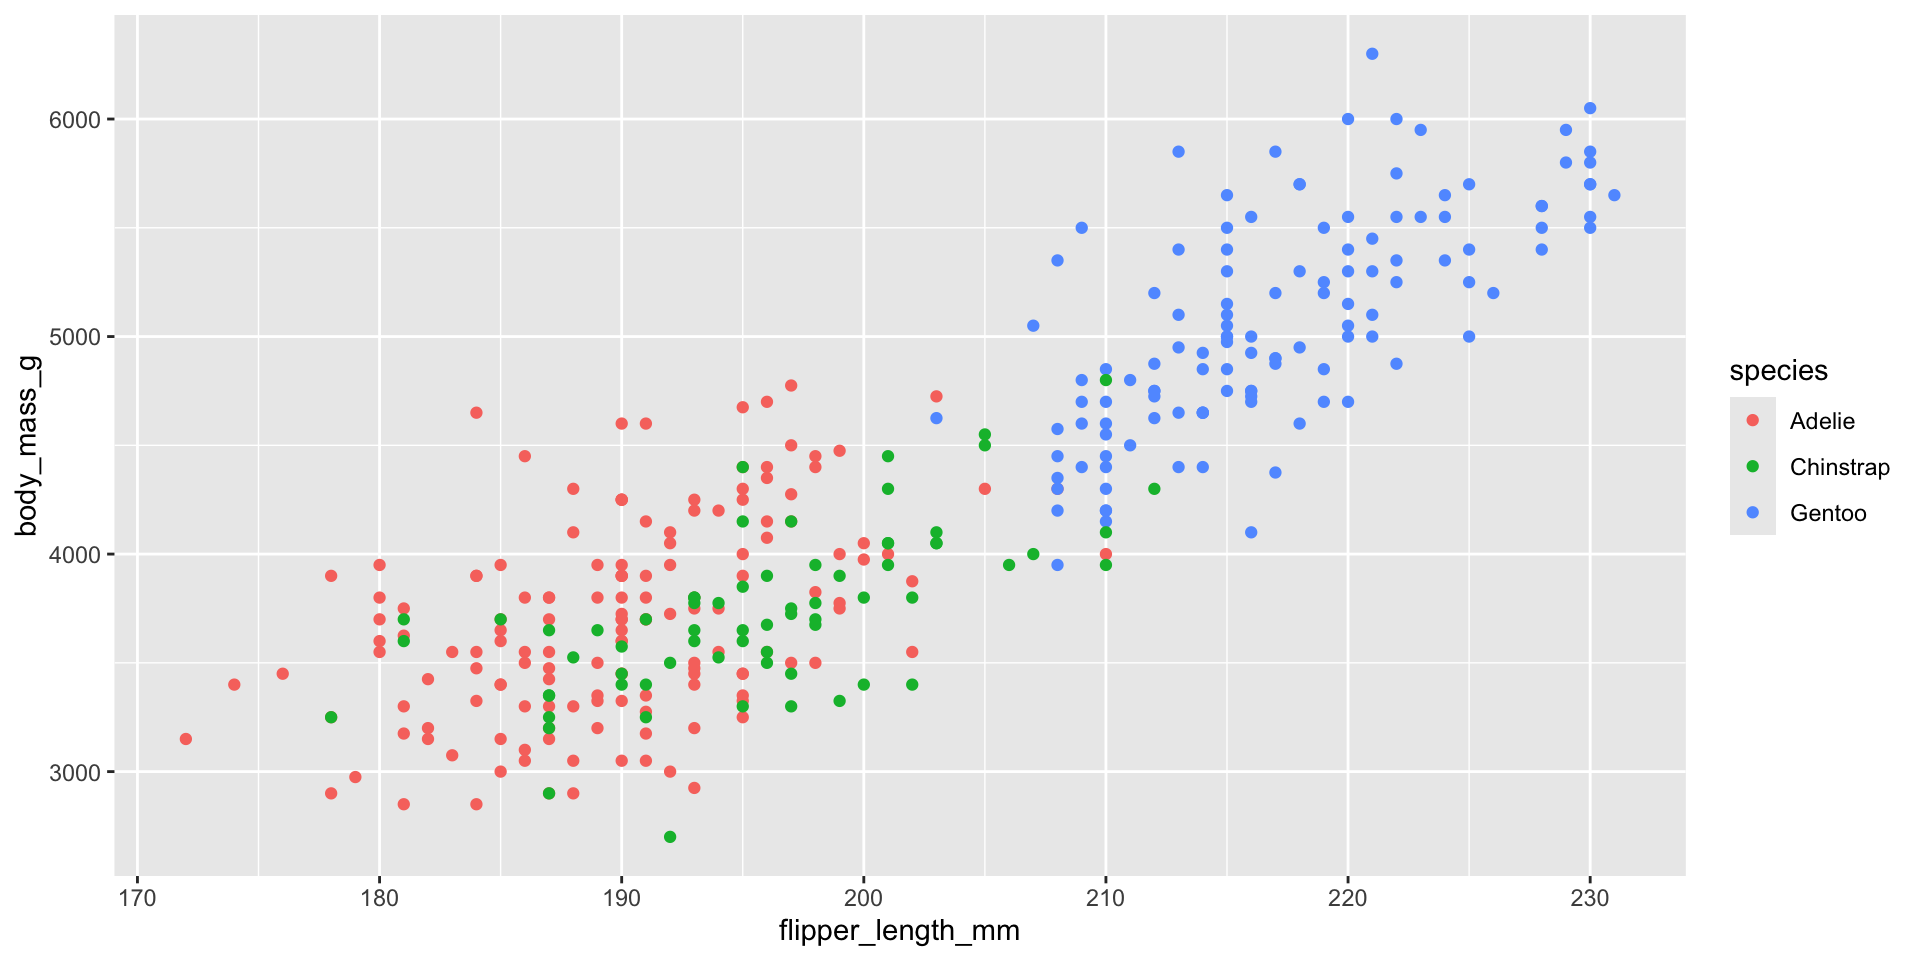 6000
5000
4000
3000
body_mass_g
170 180 190 200 210 220 230
flipper_length_mm
species
Adelie
Chinstrap
Gentoo